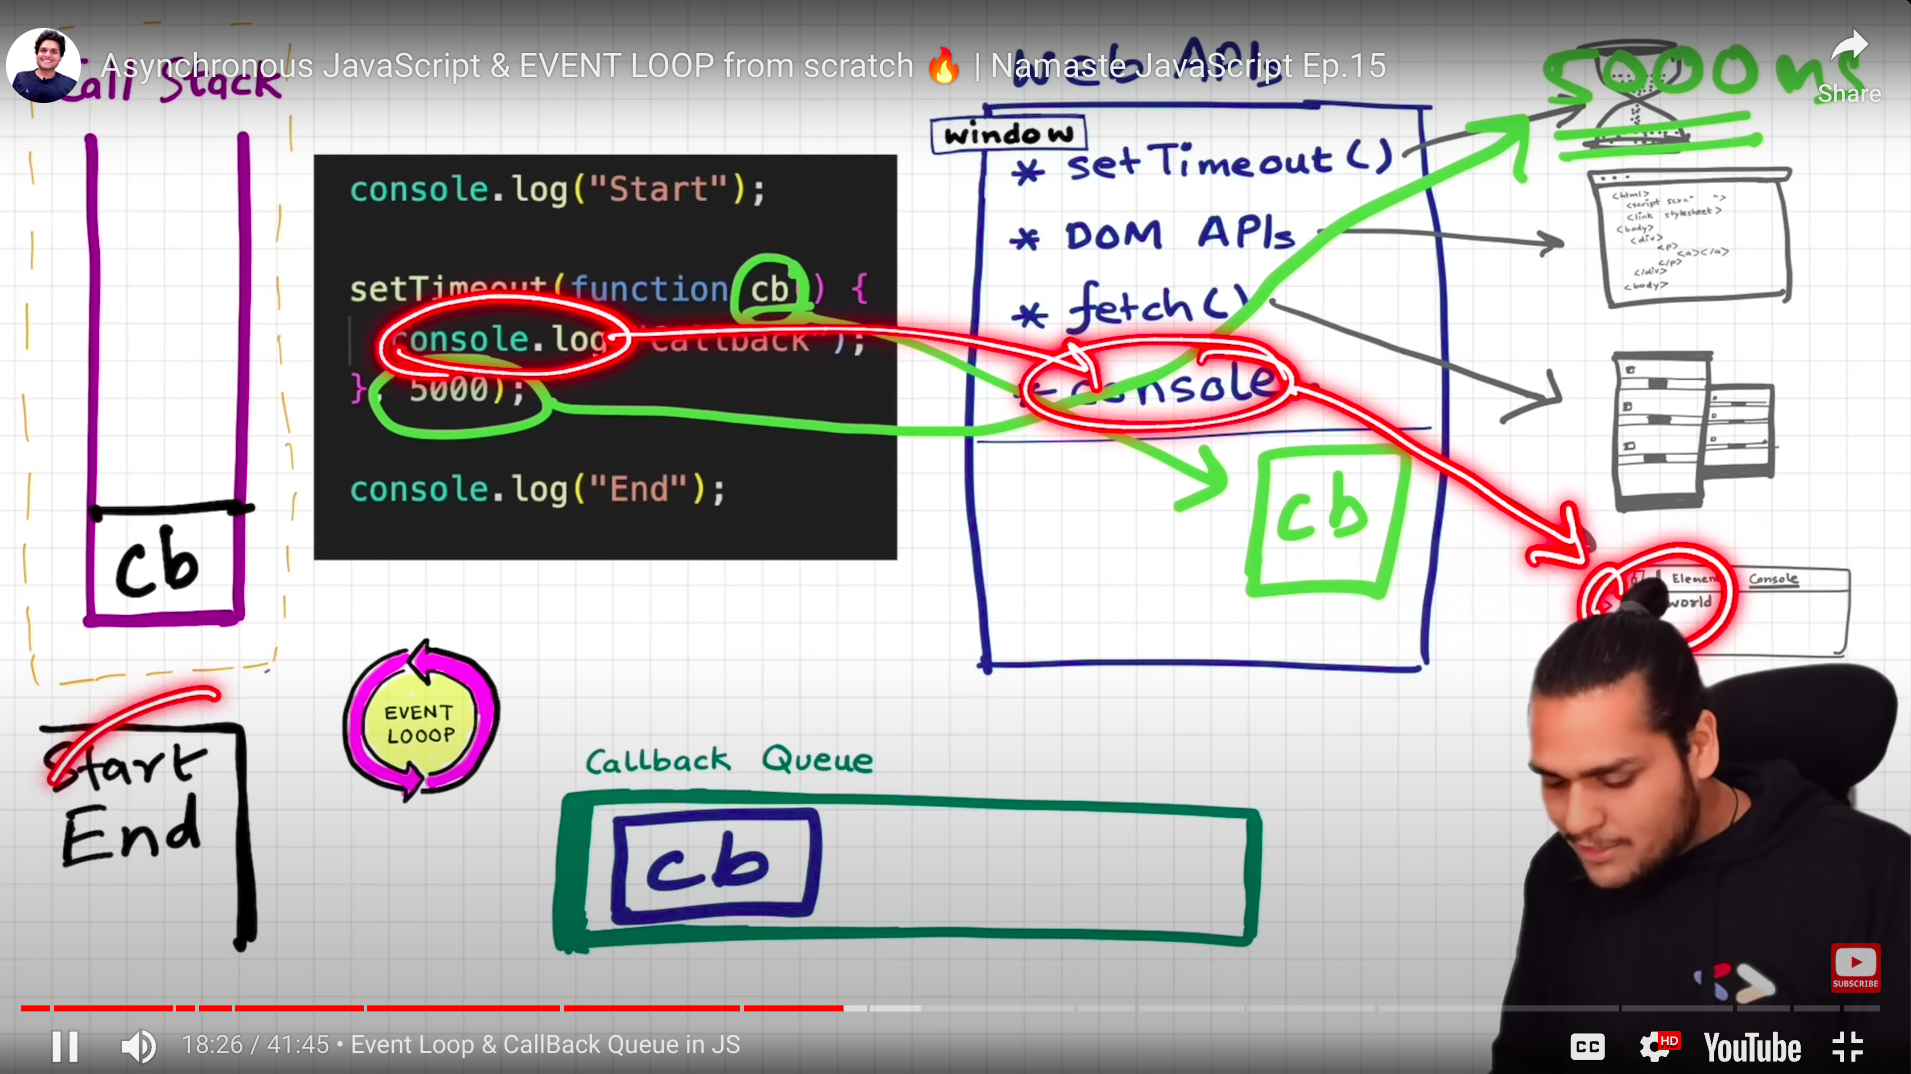 Asynchronous JavaScript & EVENT LOOP from scratch 🔥 | Namaste JavaScript Ep.15
Share
Call Stack
Web APIs
5000 ms
window
* setTimeout()
* DOM APIs
* fetch()
* console
console.log("Start");
setTimeout(function cb() {
console.log("Callback");
}, 5000);
console.log("End");
<html>
<script src=" ">
<link stylesheet>
<body>
<div>
<p>
<a></a>
</p>
</div>
<body>
cb
cb
Console
world
EVENT
LOOOP
Start
End
Callback Queue
cb
SUBSCRIBE
18:26 / 41:45 • Event Loop & CallBack Queue in JS
CC
HD
YouTube